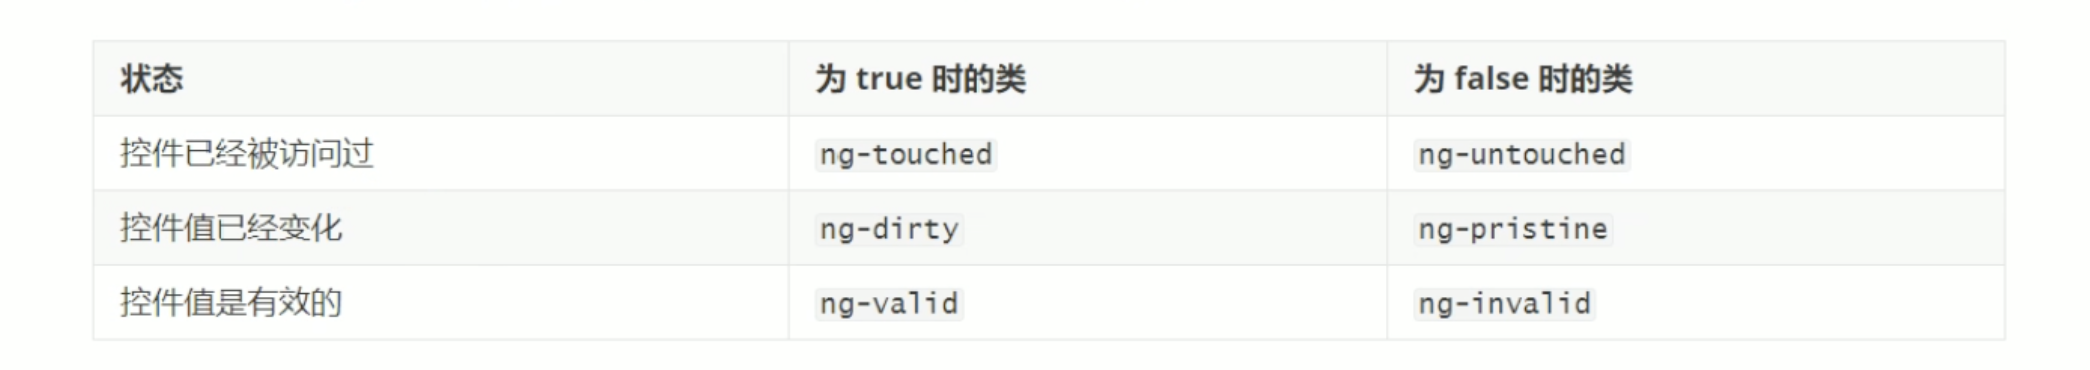 状态 为 true 时的类 为 false 时的类
控件已经被访问过 ng-touched ng-untouched
控件值已经变化 ng-dirty ng-pristine
控件值是有效的 ng-valid ng-invalid